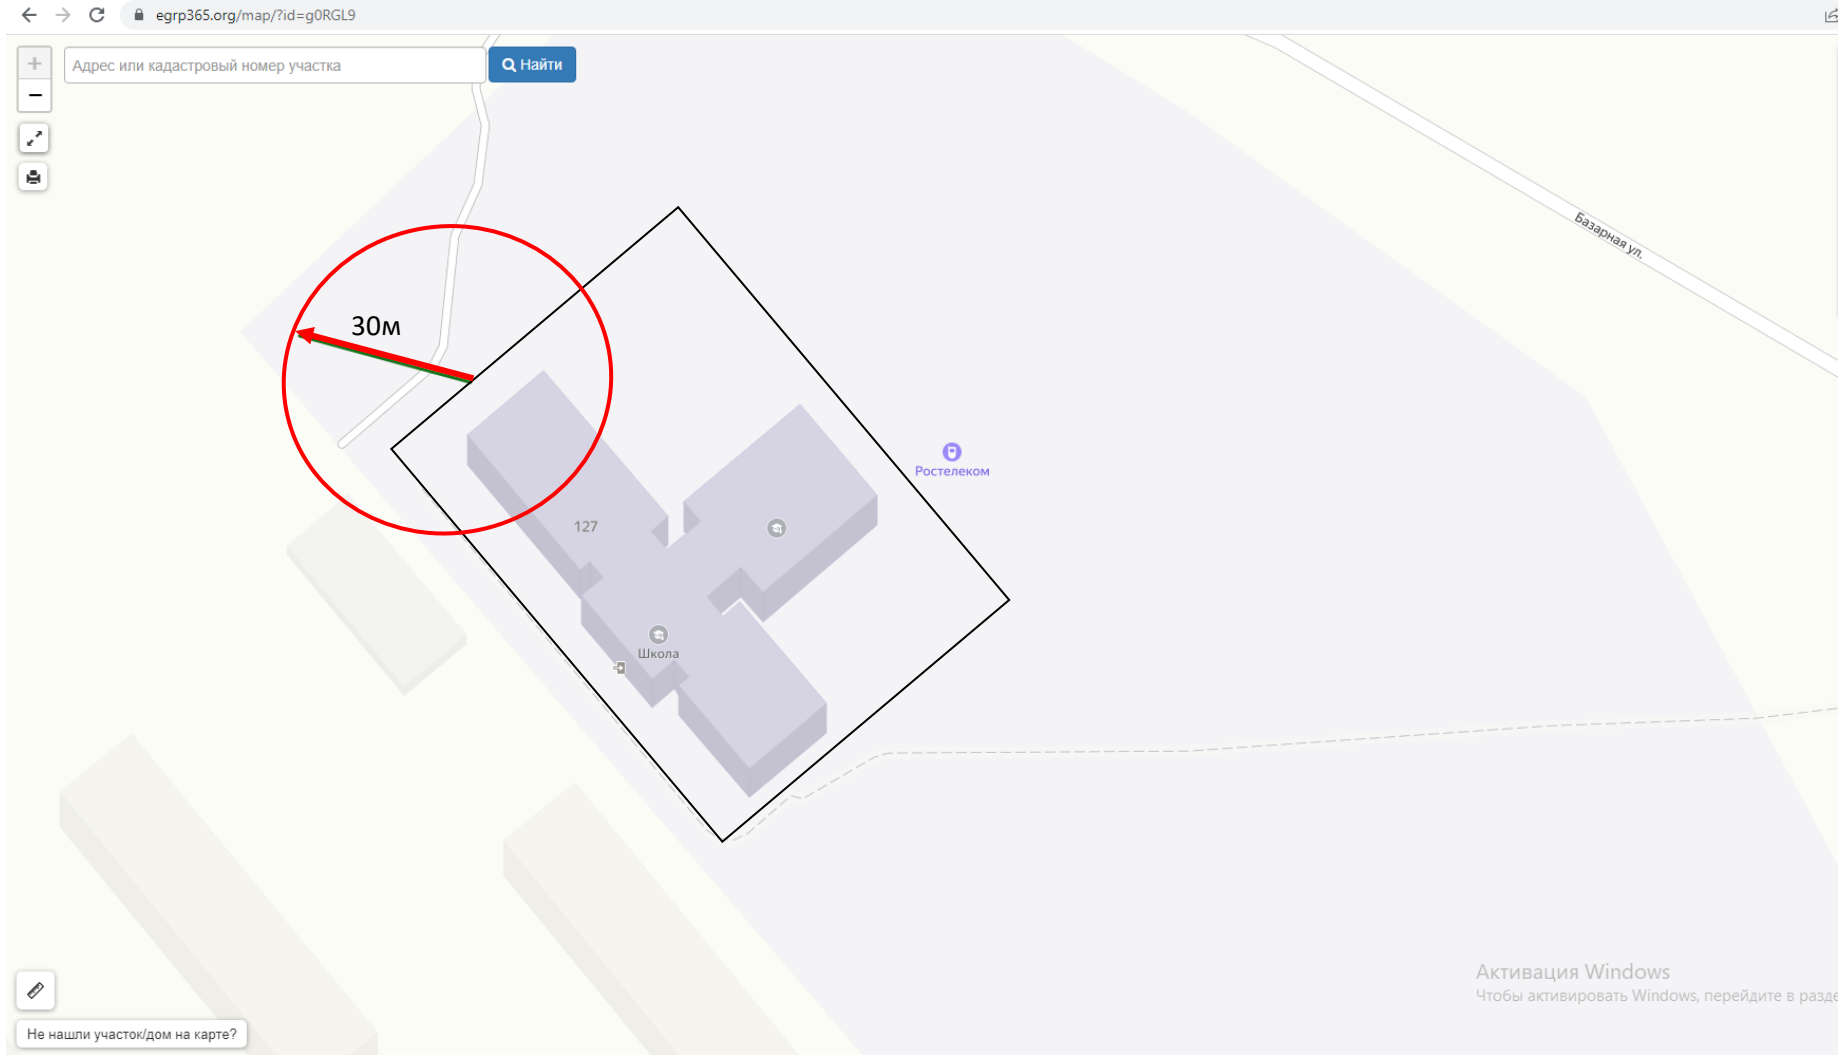 egrp365.org/map/?id=g0RGL9
Адрес или кадастровый номер участка
Найти
Базарная ул.
30м
Ростелеком
127
Школа
Активация Windows
Чтобы активировать Windows, перейдите в разде
Не нашли участок/дом на карте?